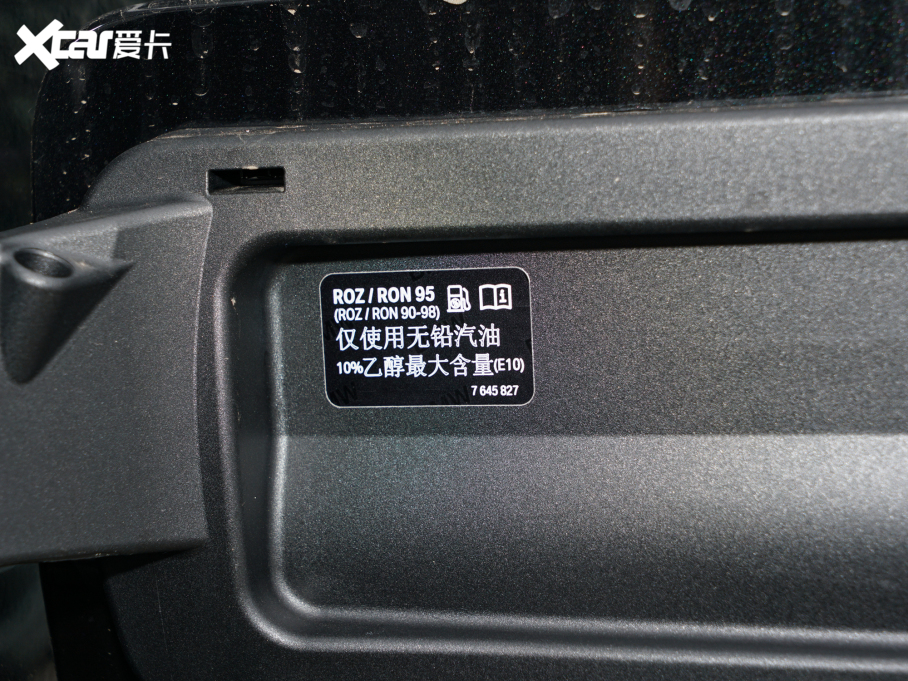 Xcar爱卡
ROZ / RON 95
(ROZ / RON 90-98)
仅使用无铅汽油
10%乙醇最大含量(E10)
7 645 827